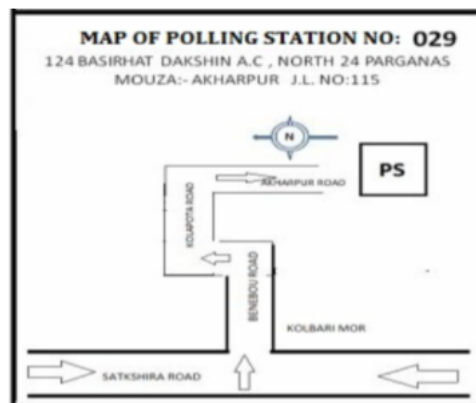 MAP OF POLLING STATION NO: 029
124 BASIRHAT DAKSHIN A.C , NORTH 24 PARGANAS
MOUZA:- AKHARPUR J.L. NO:115
N
PS
AKHARPUR ROAD
KOLAPOTA ROAD
BENEBOU ROAD
KOLBARI MOR
SATKSHIRA ROAD